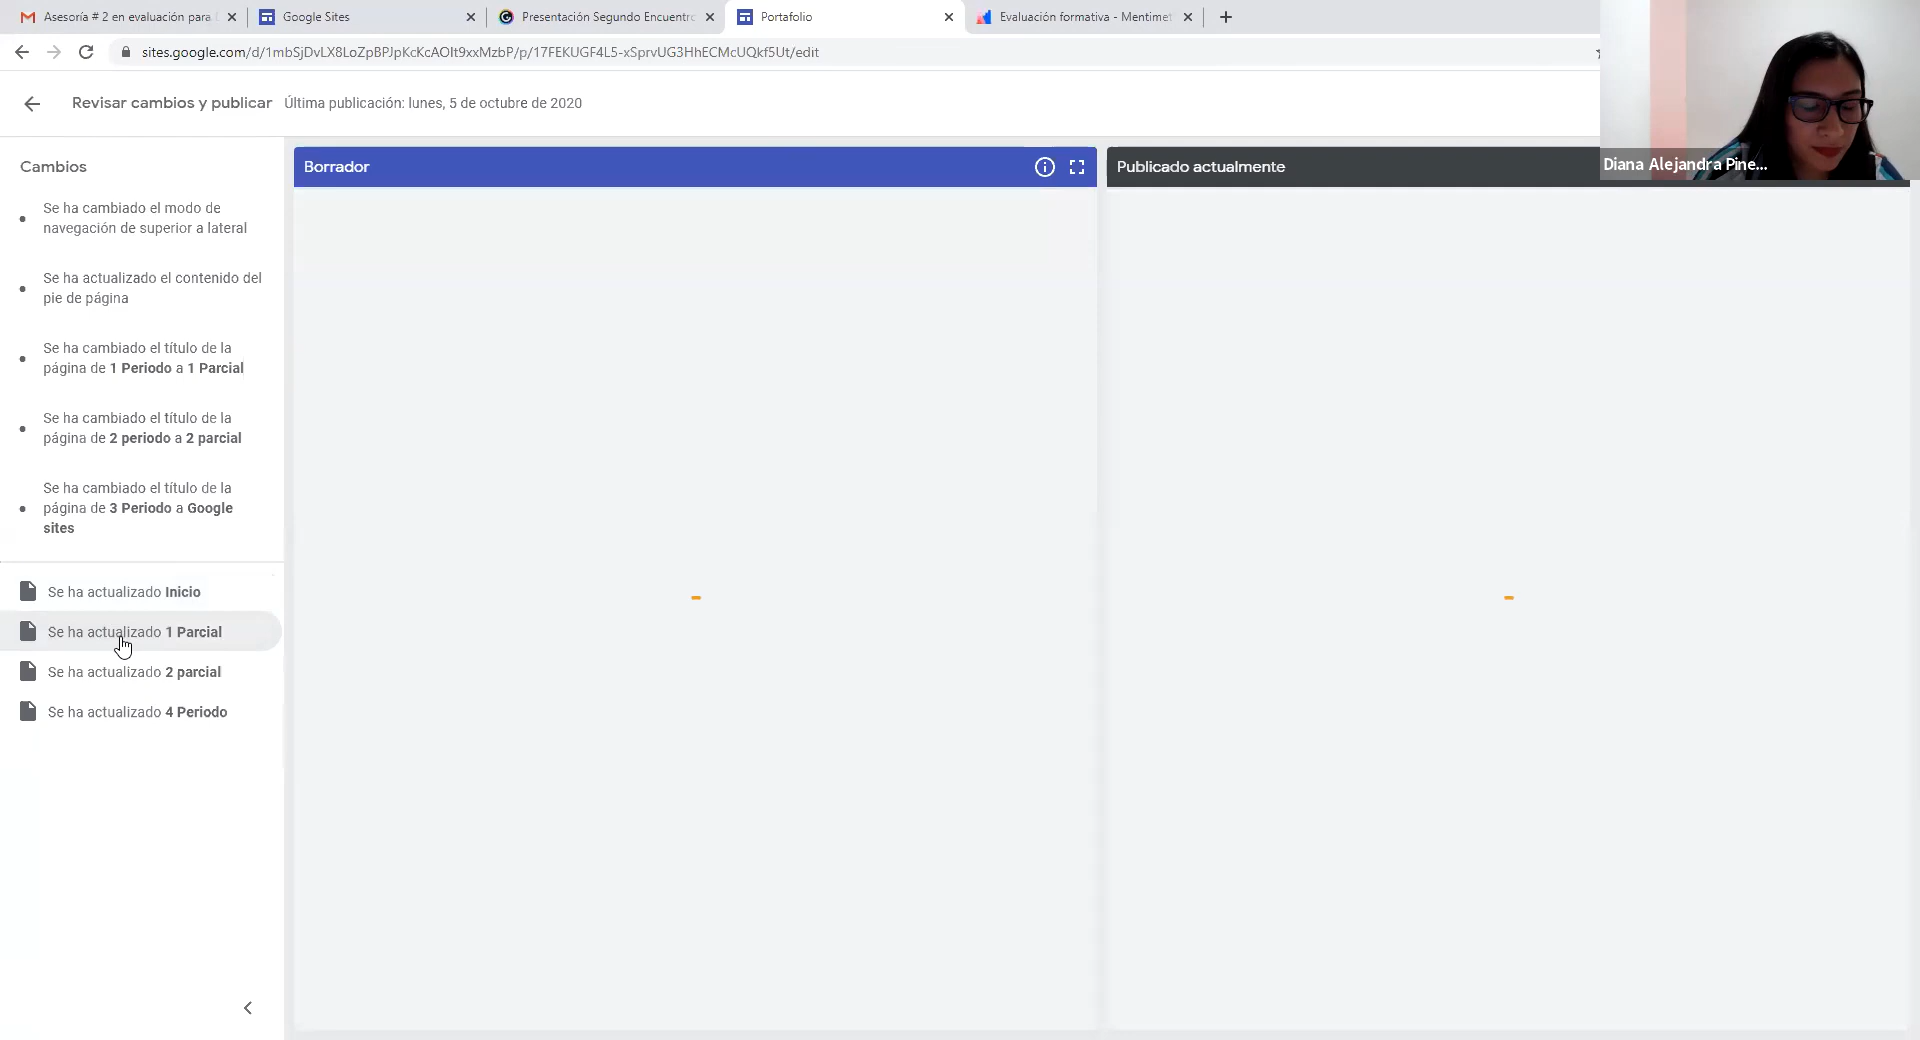 Asesoría # 2 en evaluación para
Google Sites
Presentación Segundo Encuentro
Portafolio
Evaluación formativa - Mentimet
sites.google.com/d/1mbSjDvLX8LoZpBPJpKcKcAOIt9xxMzbP/p/17FEKUGF4L5-xSprvUG3HhECMcUQkf5Ut/edit
Revisar cambios y publicar Última publicación: lunes, 5 de octubre de 2020
Diana Alejandra Pine...
Cambios
Se ha cambiado el modo de
navegación de superior a lateral
Se ha actualizado el contenido del
pie de página
Se ha cambiado el título de la
página de 1 Periodo a 1 Parcial
Se ha cambiado el título de la
página de 2 periodo a 2 parcial
Se ha cambiado el título de la
página de 3 Periodo a Google
sites
Se ha actualizado Inicio
Se ha actualizado 1 Parcial
Se ha actualizado 2 parcial
Se ha actualizado 4 Periodo
Borrador
Publicado actualmente